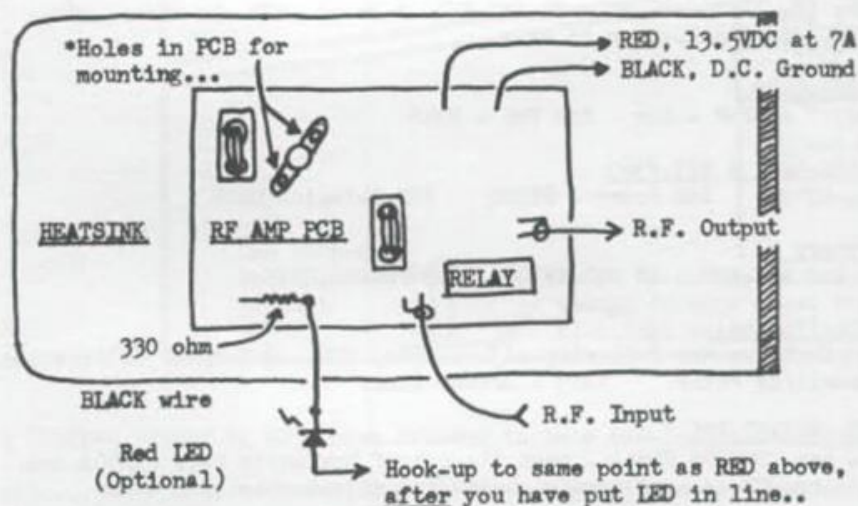 *Holes in PCB for
mounting...
RED, 13.5VDC at 7A
BLACK, D.C. Ground
HEATSINK
RF AMP PCB
R.F. Output
RELAY
330 ohm
BLACK wire
R.F. Input
Red LED
(Optional)
Hook-up to same point as RED above,
after you have put LED in line..